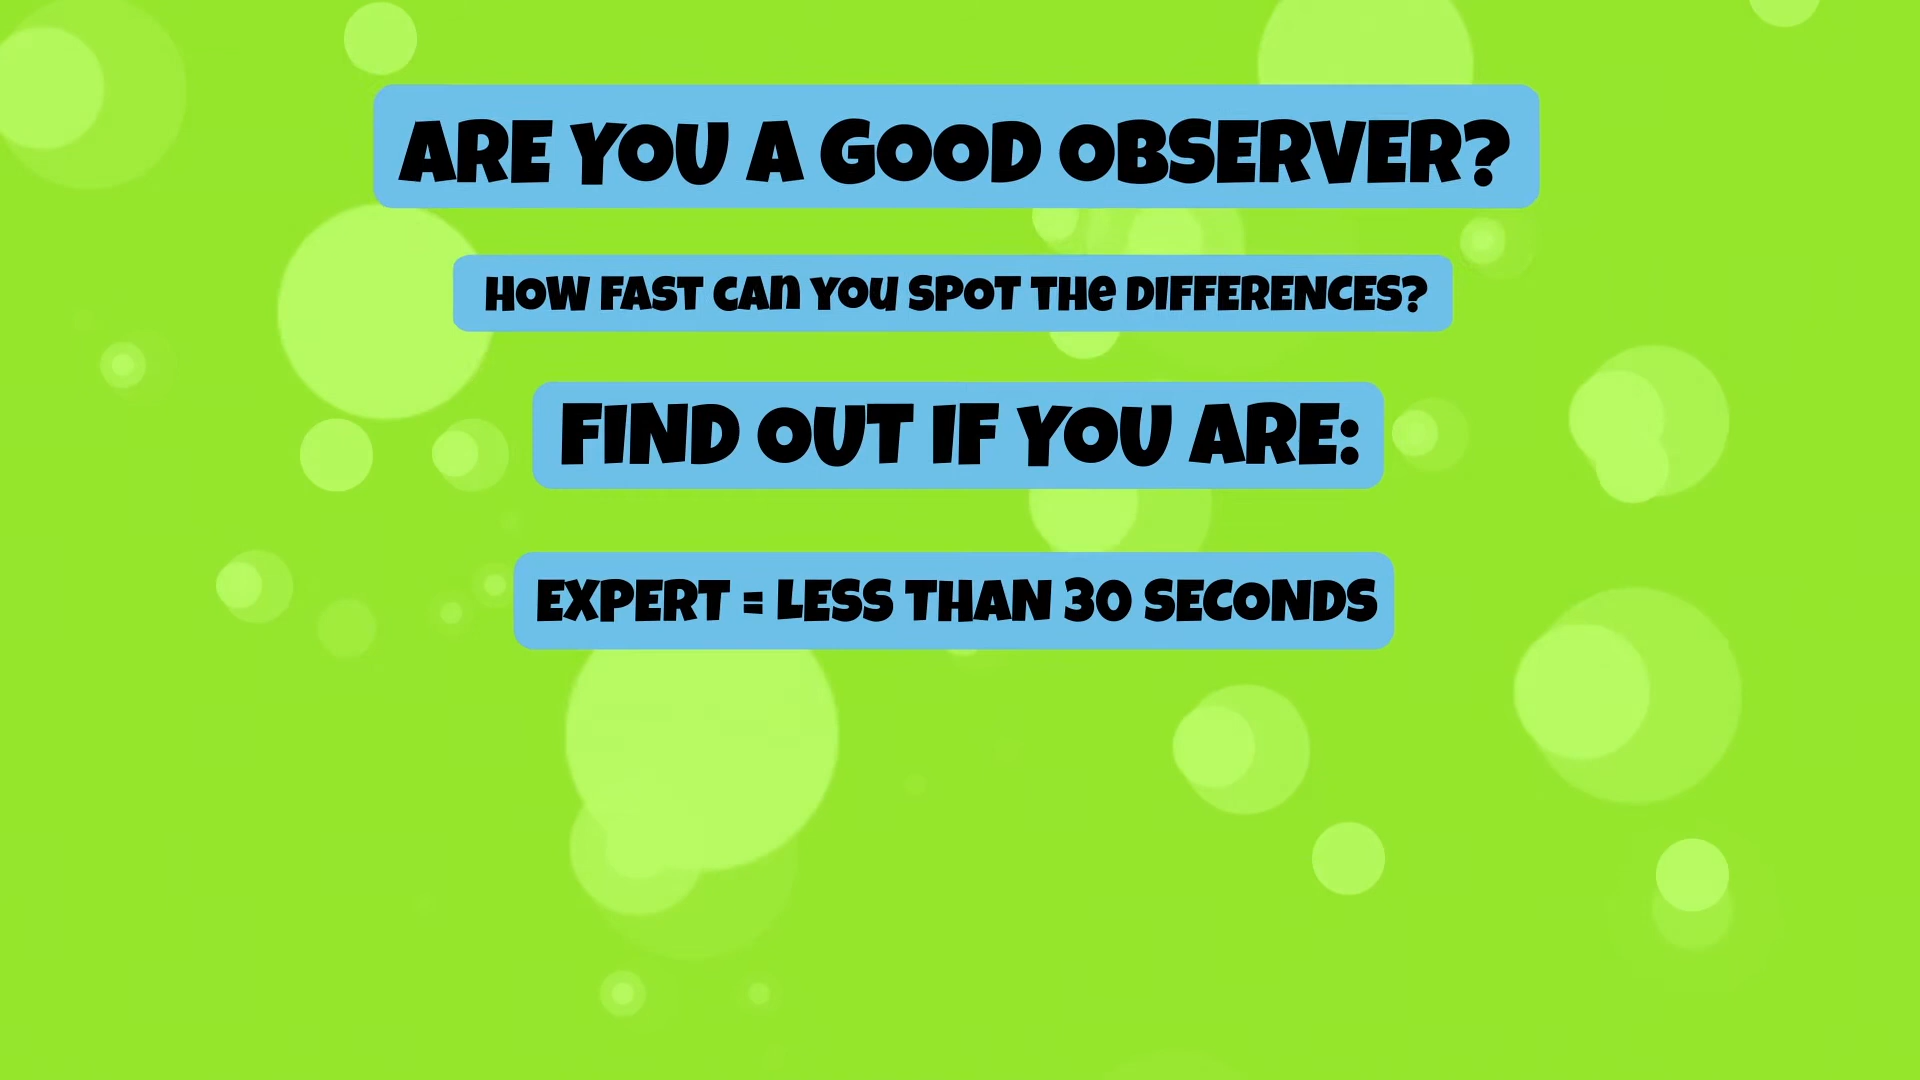 ARE YOU A GOOD OBSERVER?
HOW FAST CAN YOU SPOT THE DIFFERENCES?
FIND OUT IF YOU ARE:
EXPERT = LESS THAN 30 SECONDS